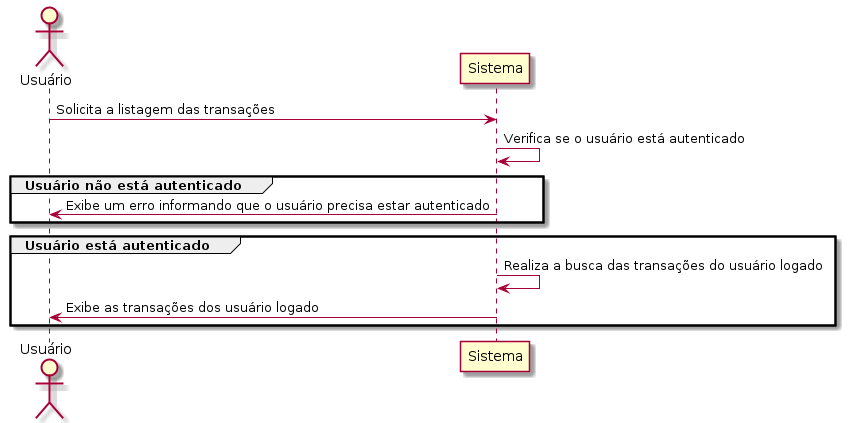 Usuário
Sistema
Solicita a listagem das transações
Verifica se o usuário está autenticado
Usuário não está autenticado
Exibe um erro informando que o usuário precisa estar autenticado
Usuário está autenticado
Realiza a busca das transações do usuário logado
Exibe as transações dos usuário logado
Usuário
Sistema